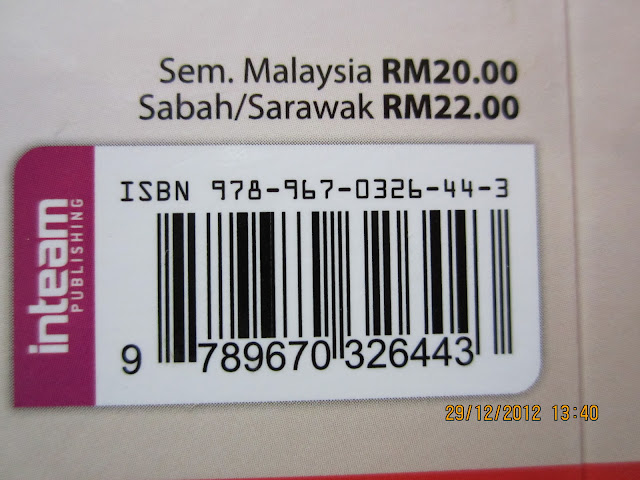 Sem. Malaysia RM20.00
Sabah/Sarawak RM22.00
inteam
PUBLISHING
ISBN 978-967-0326-44-3
9 789670 326443
29/12/2012 13:40